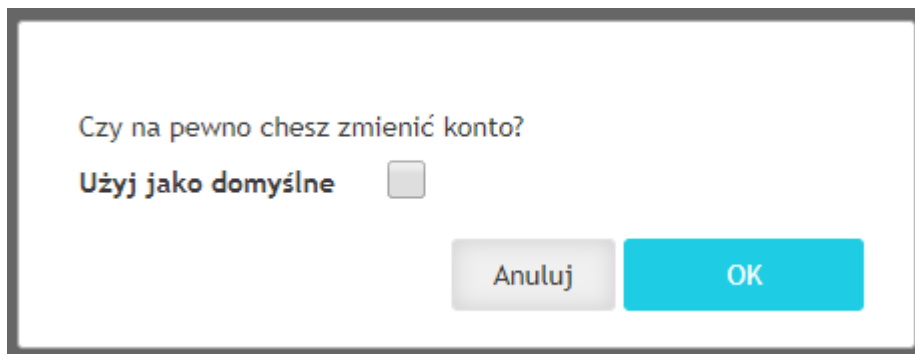 Czy na pewno chesz zmienić konto?
Użyj jako domyślne
Anuluj OK